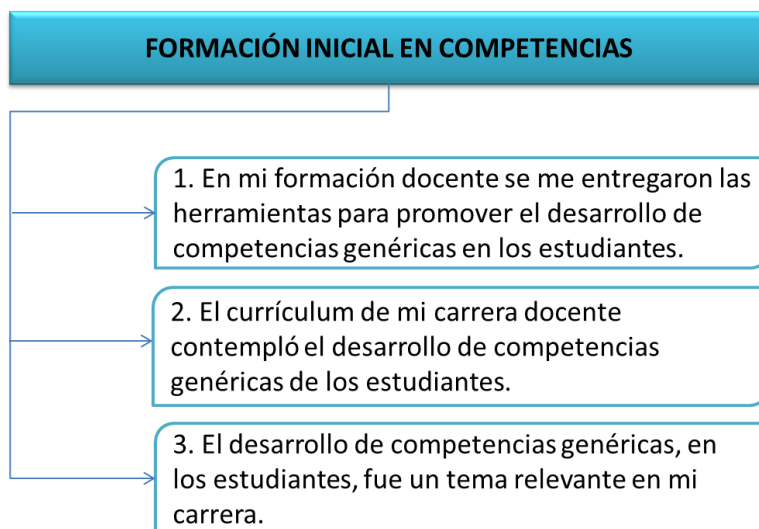 FORMACIÓN INICIAL EN COMPETENCIAS
1. En mi formación docente se me entregaron las
herramientas para promover el desarrollo de
competencias genéricas en los estudiantes.
2. El currículum de mi carrera docente
contempló el desarrollo de competencias
genéricas de los estudiantes.
3. El desarrollo de competencias genéricas, en
los estudiantes, fue un tema relevante en mi
carrera.